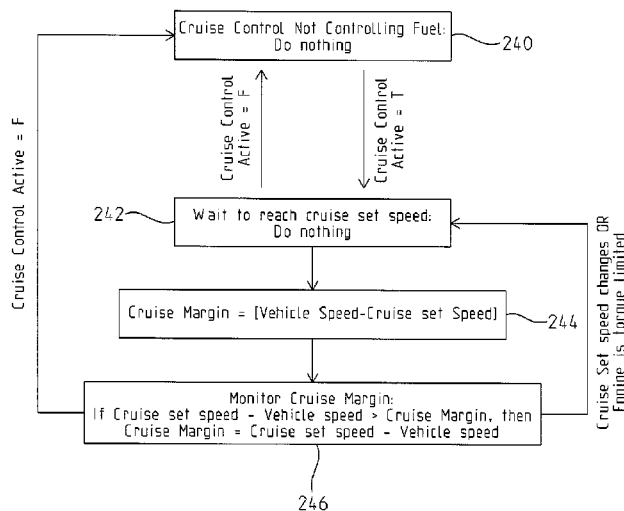 Cruise Control Not Controlling Fuel:
Do nothing
240
Cruise Control Active = F
Cruise Control
Active = F
Cruise Control
Active = T
242
Wait to reach cruise set speed:
Do nothing
Cruise Margin = [Vehicle Speed-Cruise set Speed]
244
Cruise Set speed changes OR
Engine is torque limited
Monitor Cruise Margin:
If Cruise set speed - Vehicle speed > Cruise Margin, then
Cruise Margin = Cruise set speed - Vehicle speed
246